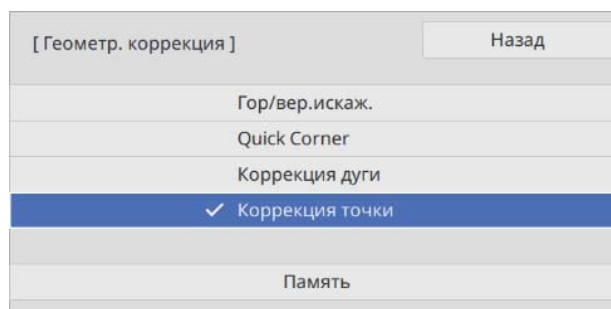 [ Геометр. коррекция ]
Назад
Гор/вер.искаж.
Quick Corner
Коррекция дуги
Коррекция точки
Память